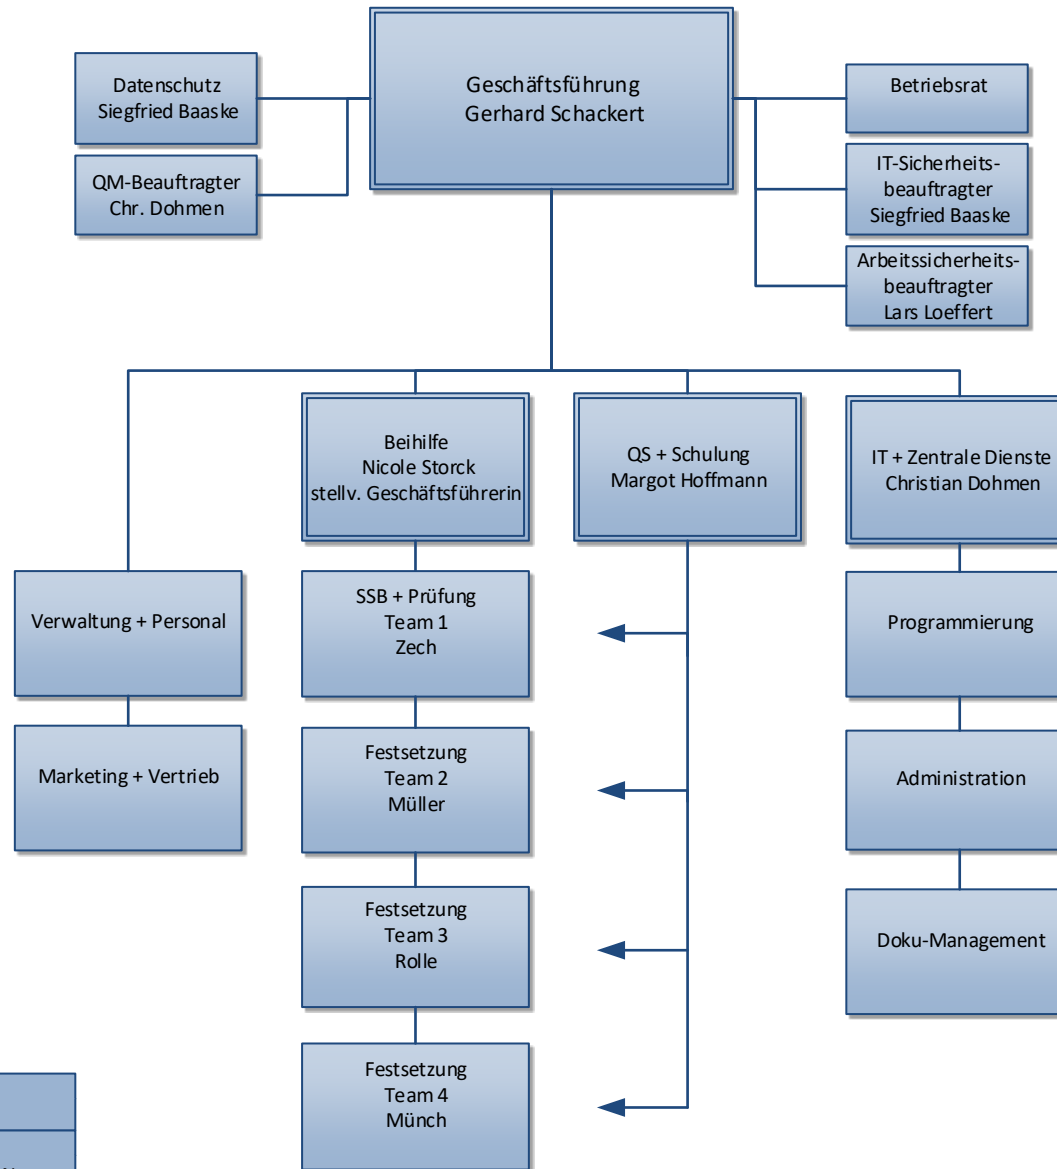 Geschäftsführung
Gerhard Schackert
Datenschutz
Siegfried Baaske
QM-Beauftragter
Chr. Dohmen
Betriebsrat
IT-Sicherheits-
beauftragter
Siegfried Baaske
Arbeitssicherheits-
beauftragter
Lars Loeffert
Beihilfe
Nicole Storck
stellv. Geschäftsführerin
QS + Schulung
Margot Hoffmann
IT + Zentrale Dienste
Christian Dohmen
Verwaltung + Personal
Marketing + Vertrieb
SSB + Prüfung
Team 1
Zech
Festsetzung
Team 2
Müller
Festsetzung
Team 3
Rolle
Festsetzung
Team 4
Münch
Programmierung
Administration
Doku-Management